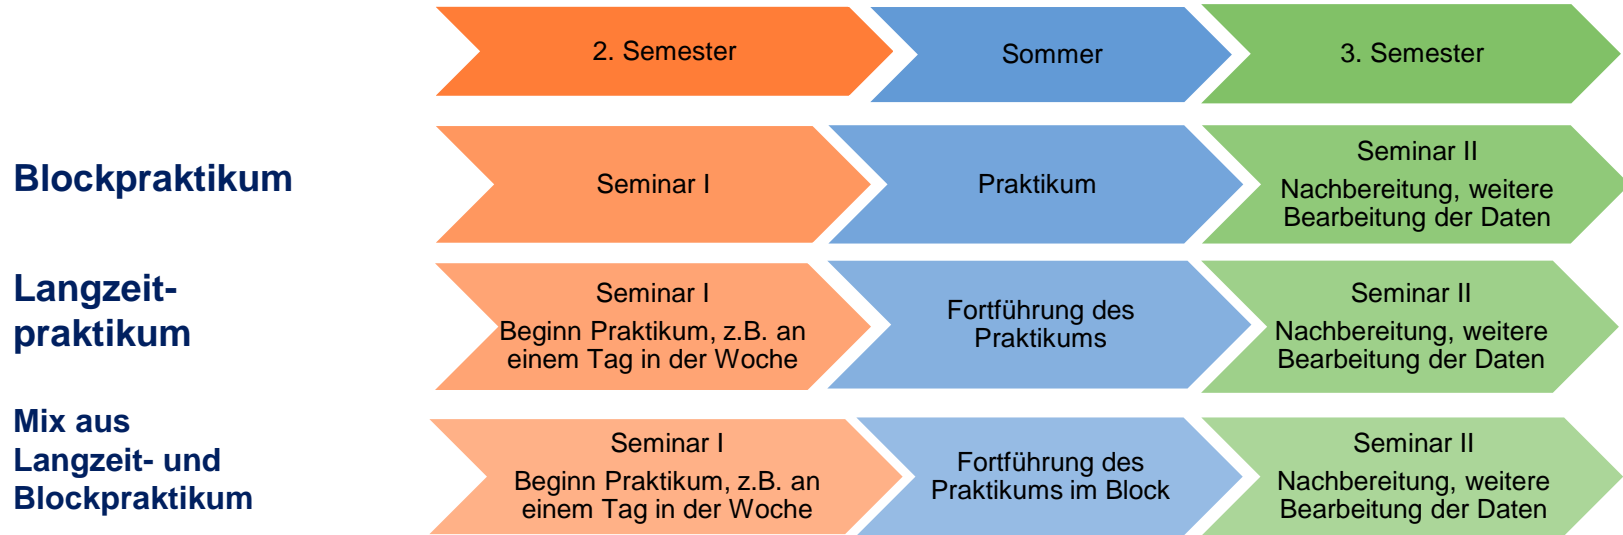 2. Semester
Sommer
3. Semester
Blockpraktikum
Seminar I
Praktikum
Seminar II
Nachbereitung, weitere
Bearbeitung der Daten
Langzeit-
praktikum
Seminar I
Beginn Praktikum, z.B. an
einem Tag in der Woche
Fortführung des
Praktikums
Seminar II
Nachbereitung, weitere
Bearbeitung der Daten
Mix aus
Langzeit- und
Blockpraktikum
Seminar I
Beginn Praktikum, z.B. an
einem Tag in der Woche
Fortführung des
Praktikums im Block
Seminar II
Nachbereitung, weitere
Bearbeitung der Daten